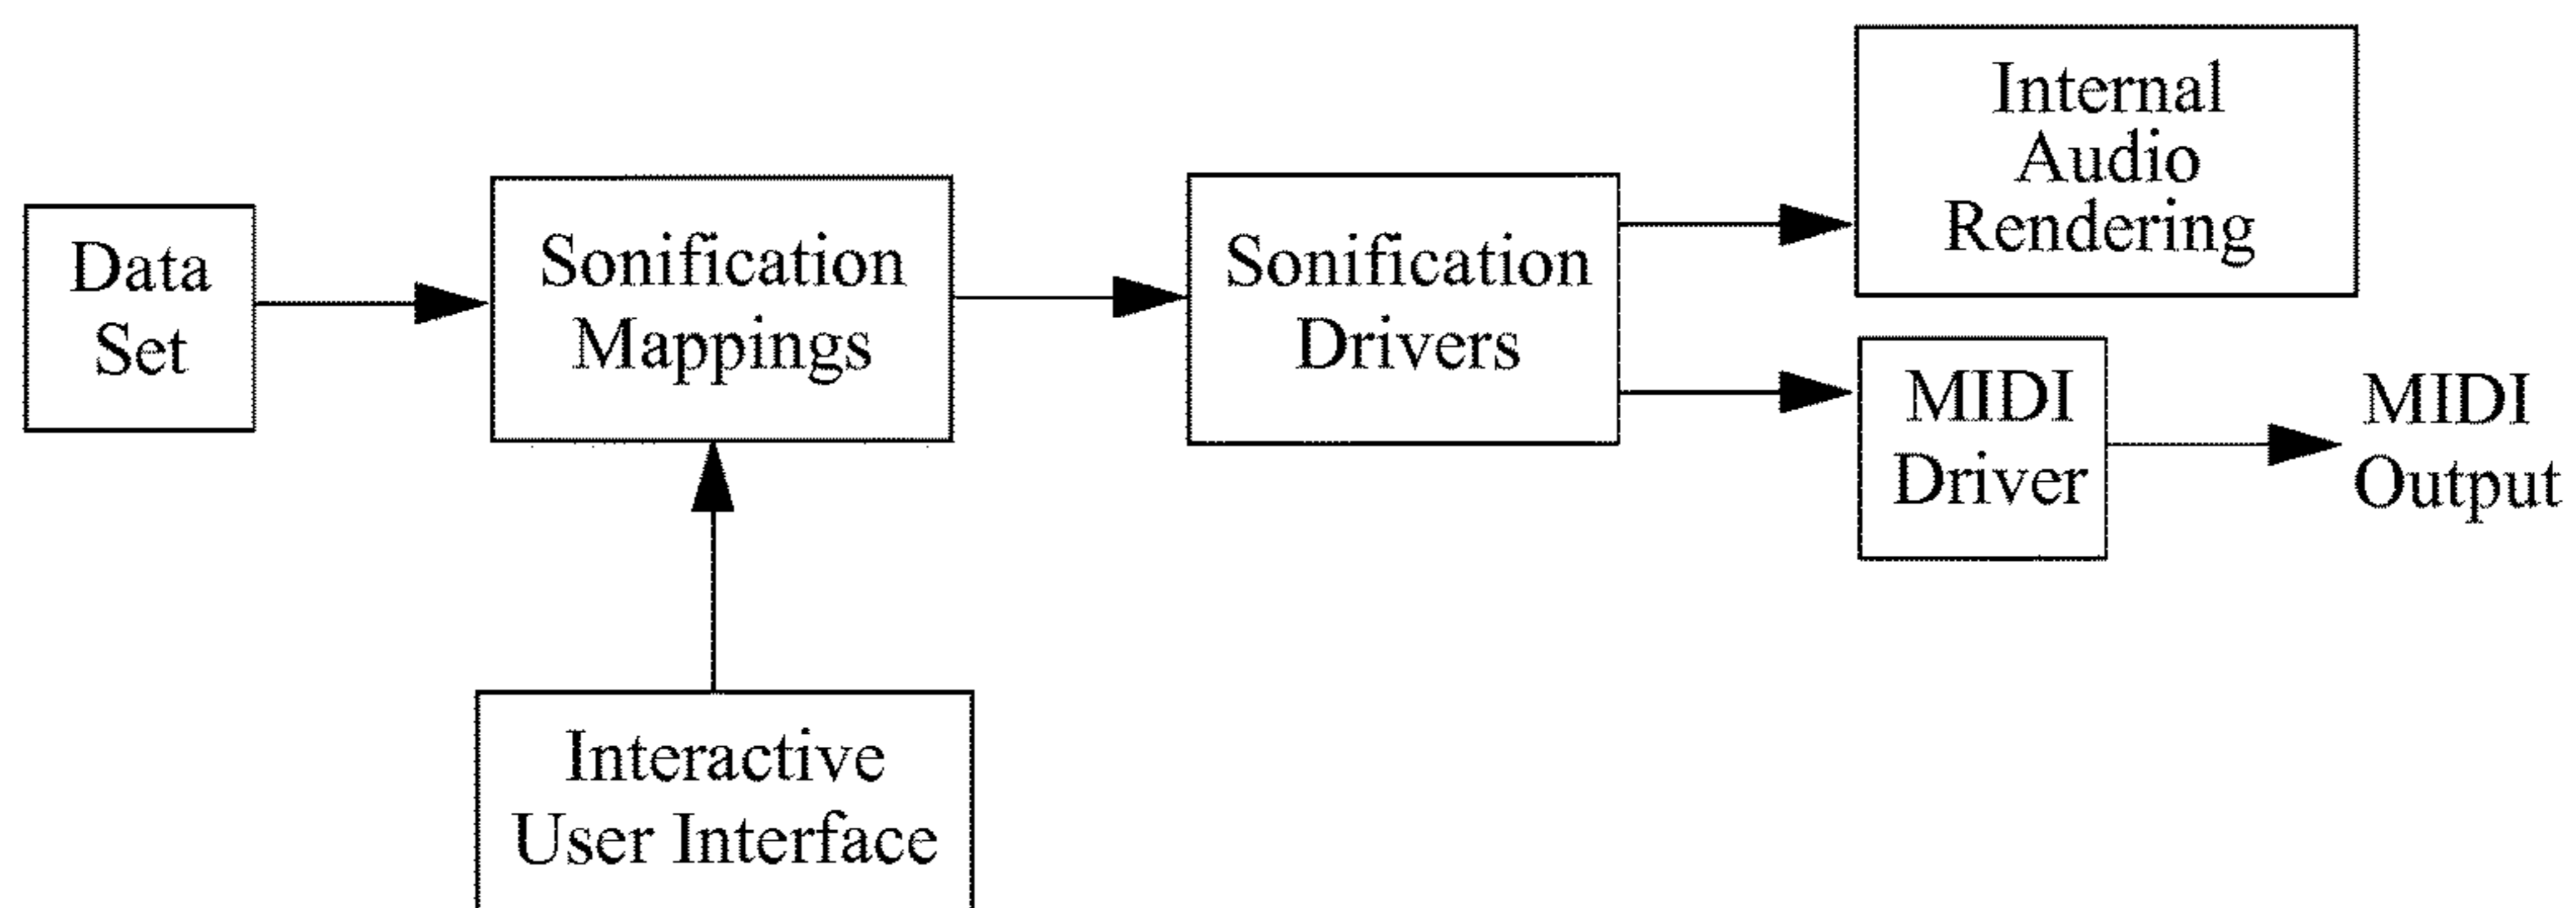 Data
Set
Sonification
Mappings
Sonification
Drivers
Internal
Audio
Rendering
MIDI
Driver
MIDI
Output
Interactive
User Interface